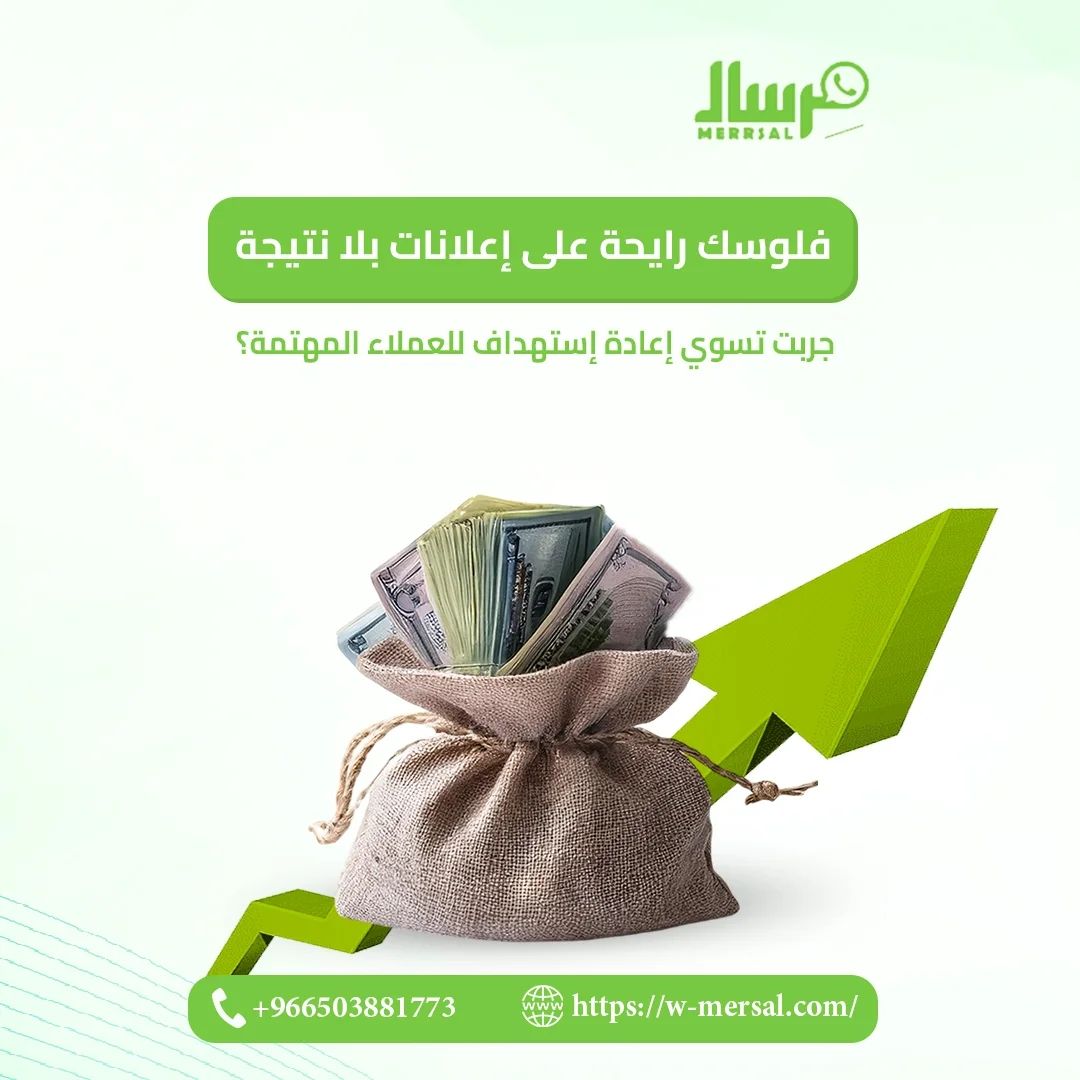 مرسال
MERRSAL
فلوسك رايحة على إعلانات بلا نتيجة
جربت تسوي إعادة إستهداف للعملاء المهتمة؟
+966503881773
https://w-mersal.com/